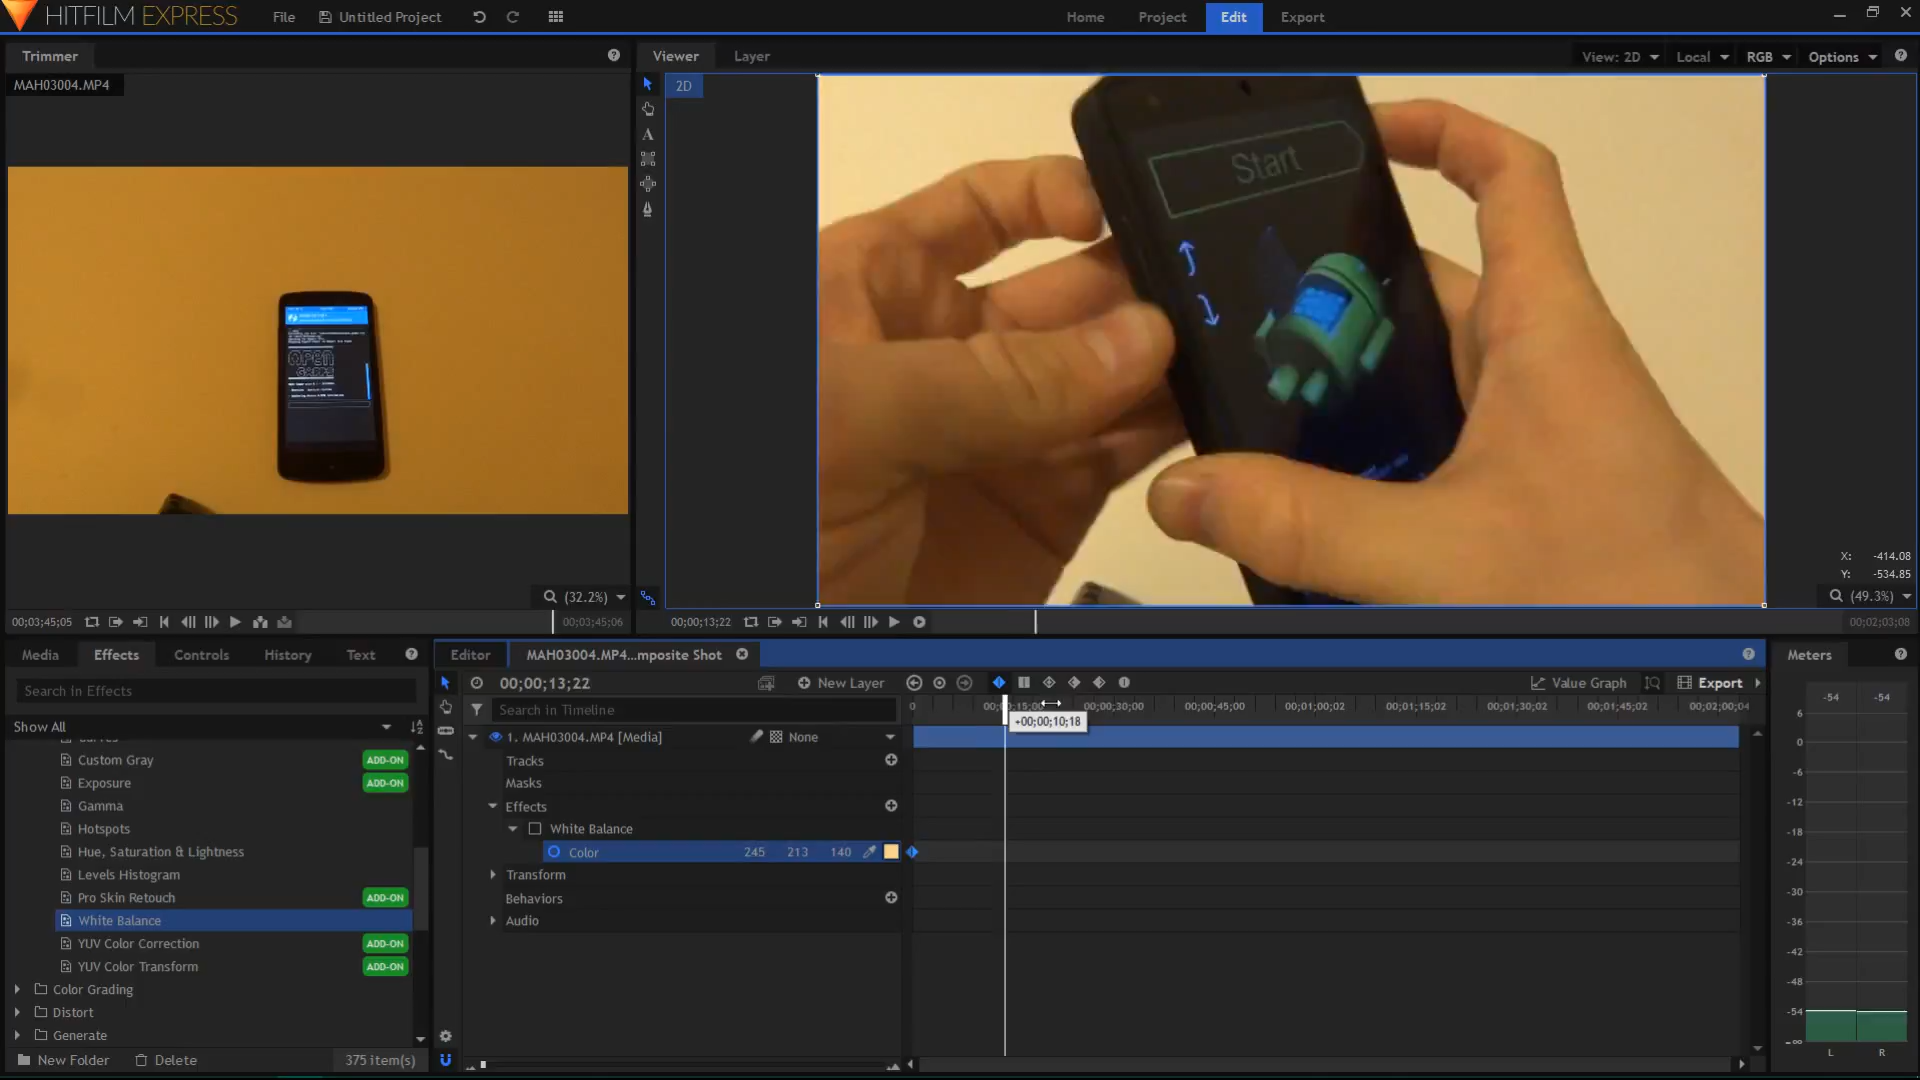 HITFILM EXPRESS
File
Untitled Project
Home
Project
Edit
Export
Trimmer
Viewer
Layer
View: 2D
Local
RGB
Options
MAH03004.MP4
2D
Start
OPEN
X: -414.08
Y: -534.85
(32.2%)
(49.3%)
00;03;45;05
00;03;45;06
00;00;13;22
00;02;03;08
Media
Effects
Controls
History
Text
Editor
MAH03004.MP4...mposite Shot
Meters
Search in Effects
00;00;13;22
New Layer
Value Graph
Export
Show All
Search in Timeline
0
00;00;15;00
00;00;30;00
00;00;45;00
00;01;00;02
00;01;15;02
00;01;30;02
00;01;45;02
00;02;00;04
+00;00;10;18
Custom Gray ADD-ON
Exposure ADD-ON
Gamma
Hotspots
Hue, Saturation & Lightness
Levels Histogram
Pro Skin Retouch ADD-ON
White Balance
YUV Color Correction ADD-ON
YUV Color Transform ADD-ON
Color Grading
Distort
Generate
New Folder
Delete
375 item(s)
1. MAH03004.MP4 [Media]
None
Tracks
Masks
Effects
White Balance
Color 245 213 140
Transform
Behaviors
Audio
-54 -54
6
0
-6
-12
-18
-24
-30
-36
-42
-48
-54
-∞
L R